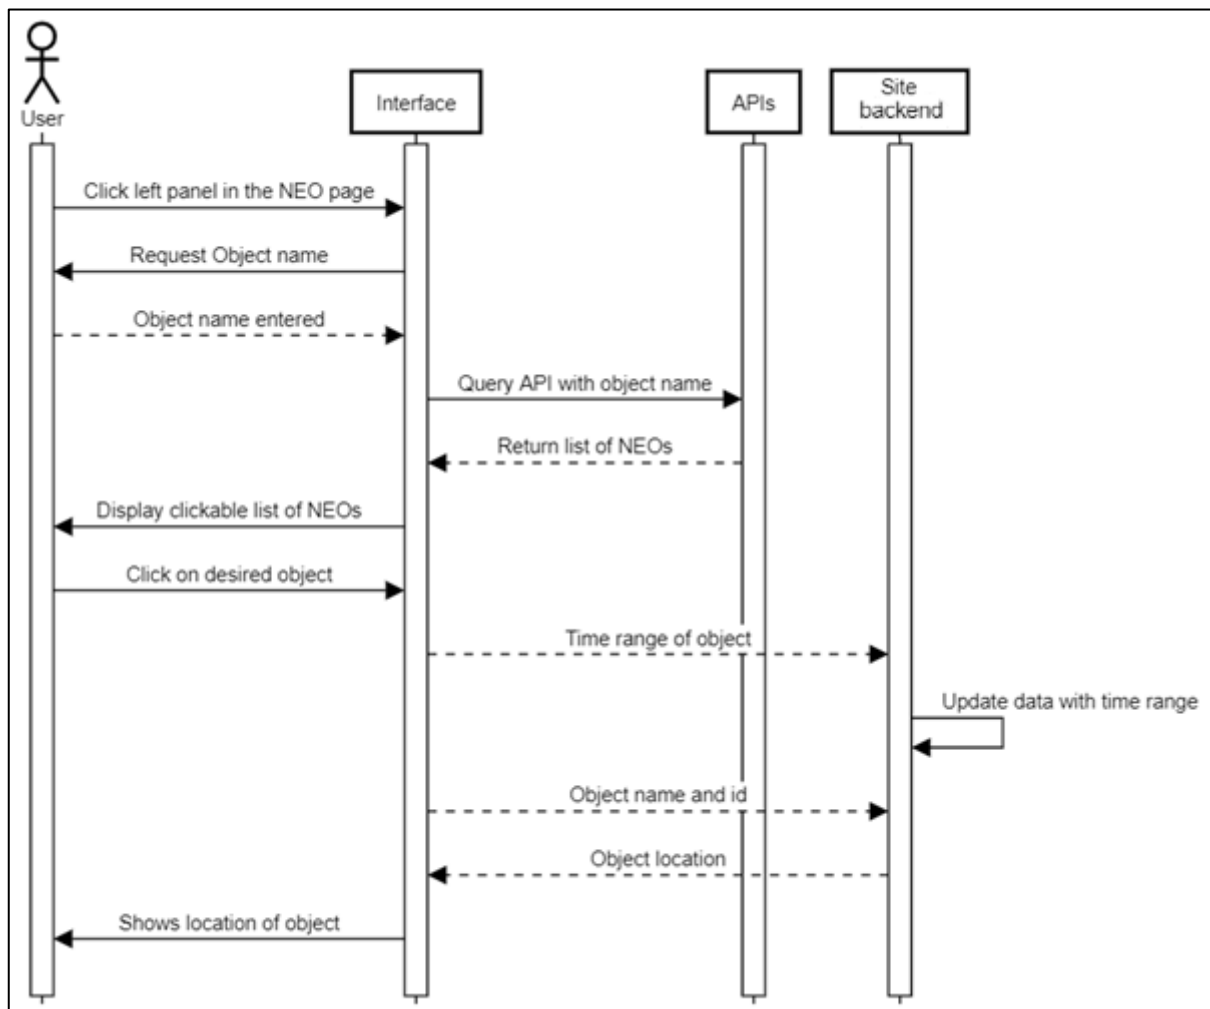 User
Interface
APIs
Site
backend
Click left panel in the NEO page
Request Object name
Object name entered
Query API with object name
Return list of NEOs
Display clickable list of NEOs
Click on desired object
Time range of object
Update data with time range
Object name and id
Object location
Shows location of object